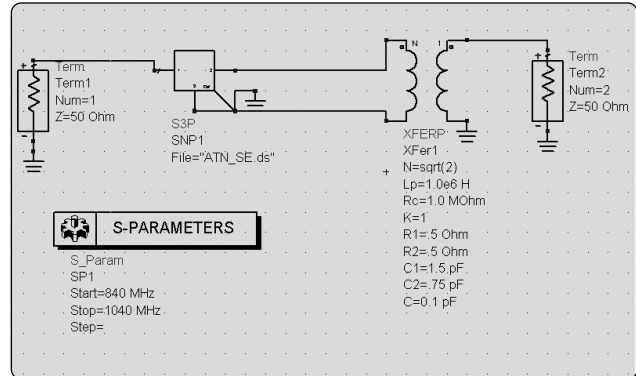 Term
Term1
Num=1
Z=50 Ohm
1
2
S3P
SNP1
File="ATN_SE.ds"
N
1
XFERP
XFer1
N=sqrt(2)
Lp=1.0e6 H
Rc=1.0 MOhm
K=1
R1=.5 Ohm
R2=.5 Ohm
C1=1.5 pF
C2=.75 pF
C=0.1 pF
Term
Term2
Num=2
Z=50 Ohm
S-PARAMETERS
S_Param
SP1
Start=840 MHz
Stop=1040 MHz
Step=